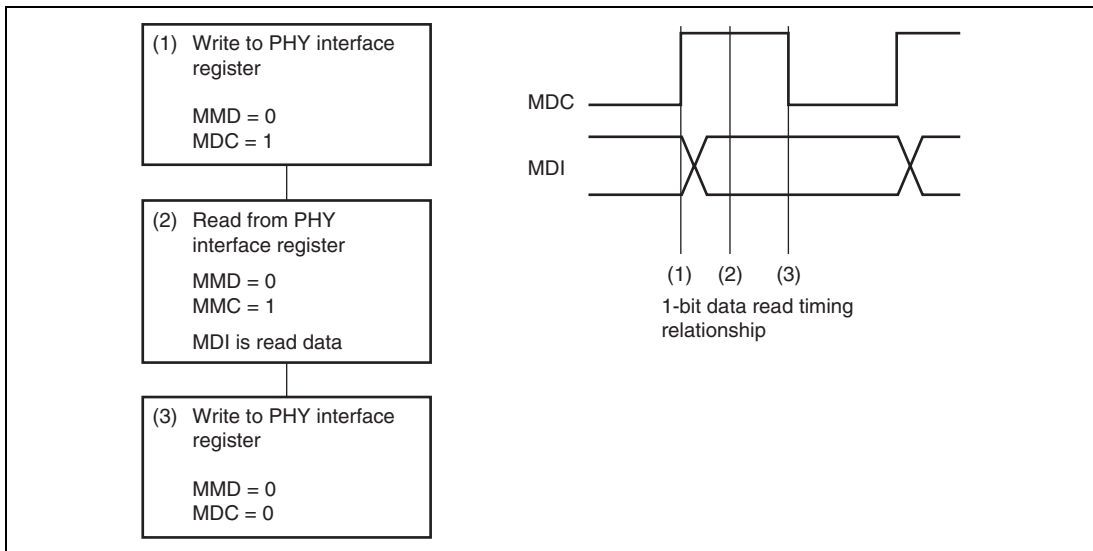 (1) Write to PHY interface
register
MMD = 0
MDC = 1
(2) Read from PHY
interface register
MMD = 0
MMC = 1
MDI is read data
(3) Write to PHY interface
register
MMD = 0
MDC = 0
MDC
MDI
(1) (2) (3)
1-bit data read timing
relationship